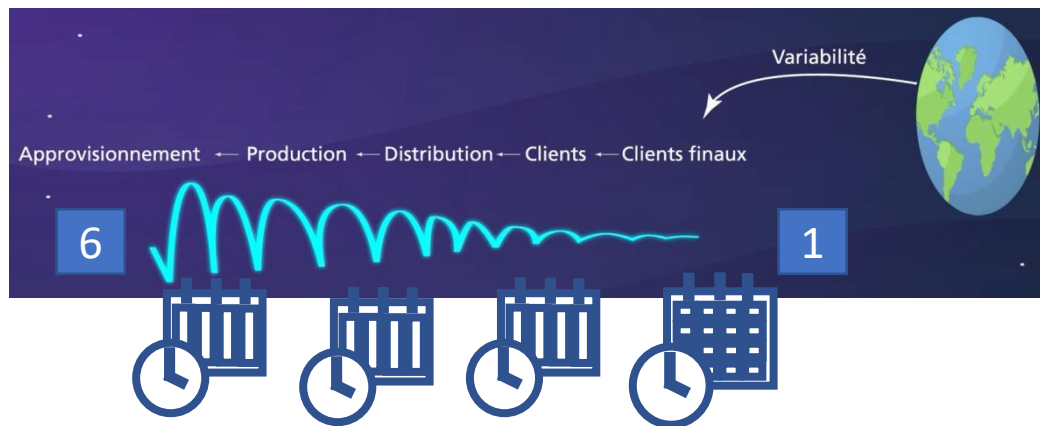 Variabilité
Approvisionnement ← Production ← Distribution ← Clients ← Clients finaux
6
1